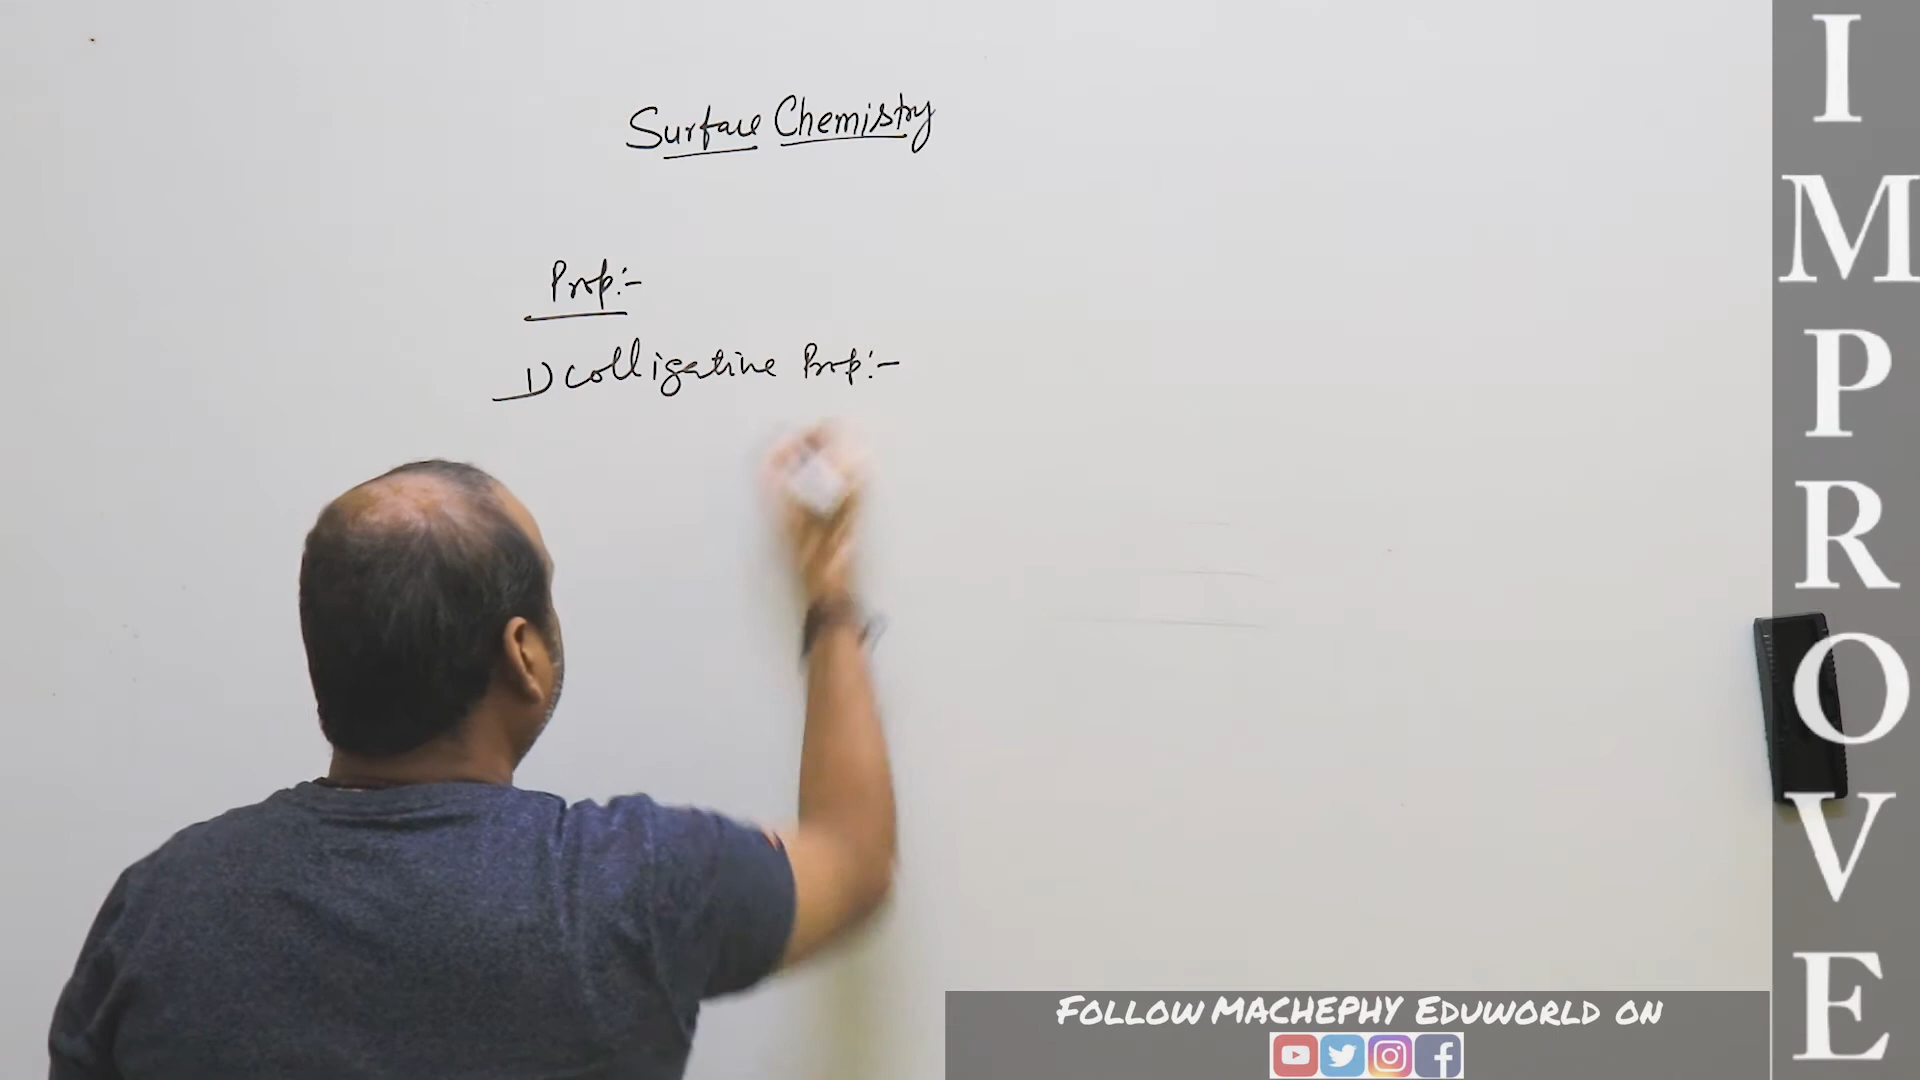 Surface Chemistry
Prop:-
1) Colligative Prop:-
IMPROVE
FOLLOW MACHEPHY EDUWORLD ON